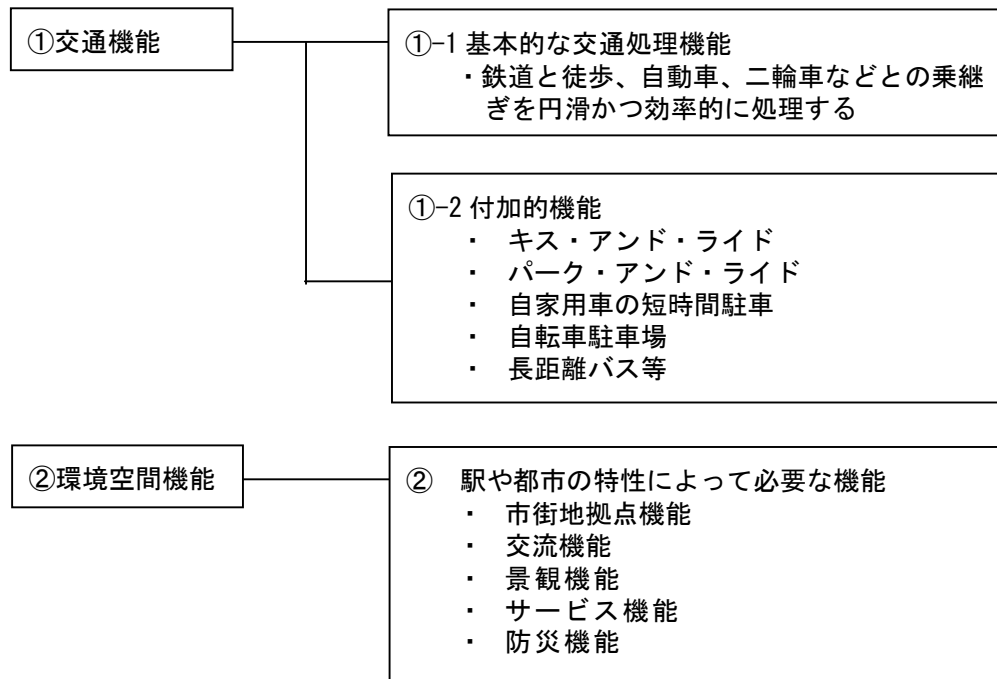 ①交通機能
①-1 基本的な交通処理機能
・鉄道と徒歩、自動車、二輪車などとの乗継
ぎを円滑かつ効率的に処理する
①-2 付加的機能
・ キス・アンド・ライド
・ パーク・アンド・ライド
・ 自家用車の短時間駐車
・ 自転車駐車場
・ 長距離バス等
②環境空間機能
② 駅や都市の特性によって必要な機能
・ 市街地拠点機能
・ 交流機能
・ 景観機能
・ サービス機能
・ 防災機能